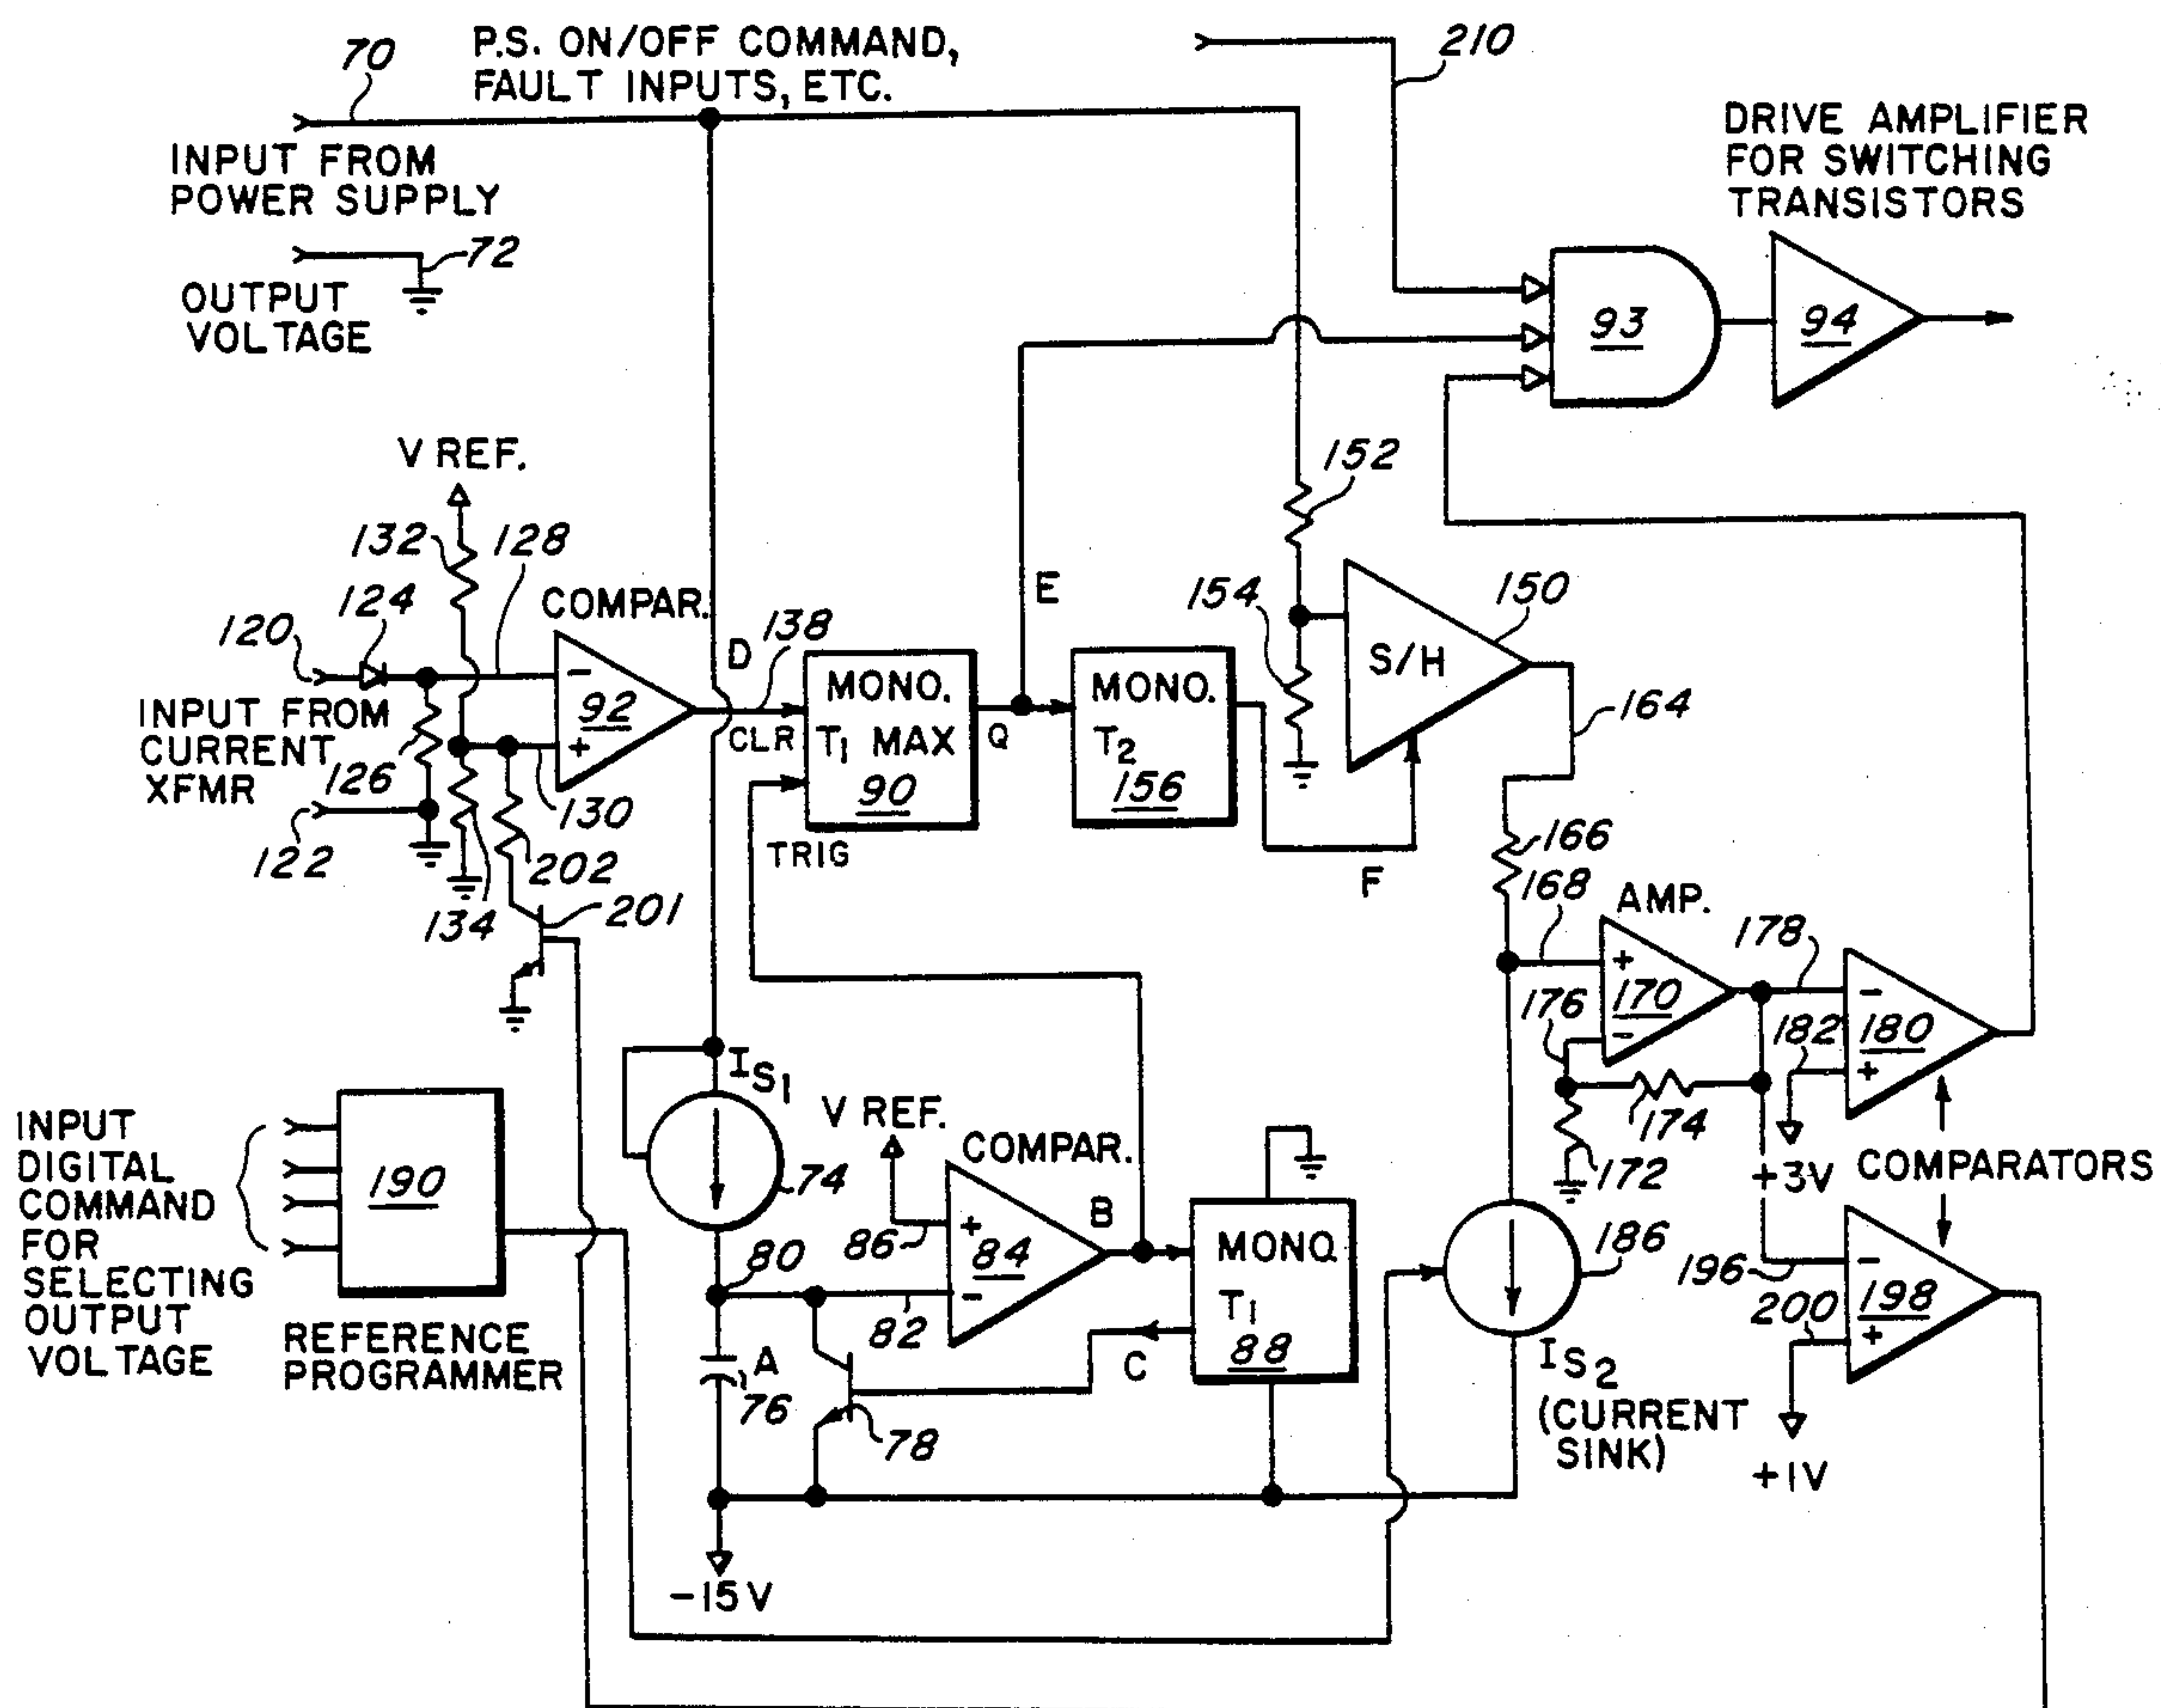 70
P.S. ON/OFF COMMAND,
FAULT INPUTS, ETC.
210
INPUT FROM
POWER SUPPLY
72
OUTPUT
VOLTAGE
DRIVE AMPLIFIER
FOR SWITCHING
TRANSISTORS
93
94
V REF.
132
128
124
COMPAR.
120
D
138
E
152
154
150
INPUT FROM
CURRENT
XFMR
126
122
-
92
+
130
202
134
201
CLR
MONO.
T1 MAX
90
Q
TRIG
MONO.
T2
156
S/H
164
F
166
168
AMP.
178
+
170
-
176
182
-
180
+
174
172
+3V
COMPARATORS
INPUT
DIGITAL
COMMAND
FOR
SELECTING
OUTPUT
VOLTAGE
190
REFERENCE
PROGRAMMER
IS1
74
V REF.
COMPAR.
B
86
+
84
-
80
82
A
76
78
C
MONO.
T1
88
186
IS2
(CURRENT
SINK)
196
-
198
+
200
+1V
-15V